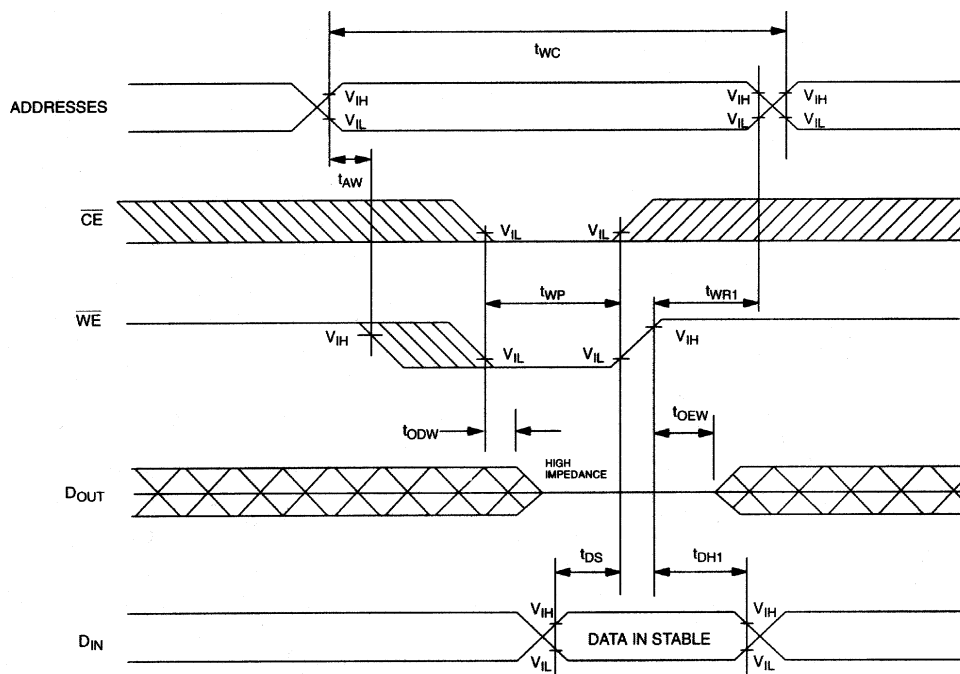 tWC
ADDRESSES
VIH
VIL
VIH
VIL
VIH
VIL
tAW
CE
VIL
VIL
tWP
tWR1
WE
VIH
VIL
VIL
VIH
tODW
tOEW
DOUT
HIGH
IMPEDANCE
tDS
tDH1
DIN
VIH
VIL
DATA IN STABLE
VIH
VIL